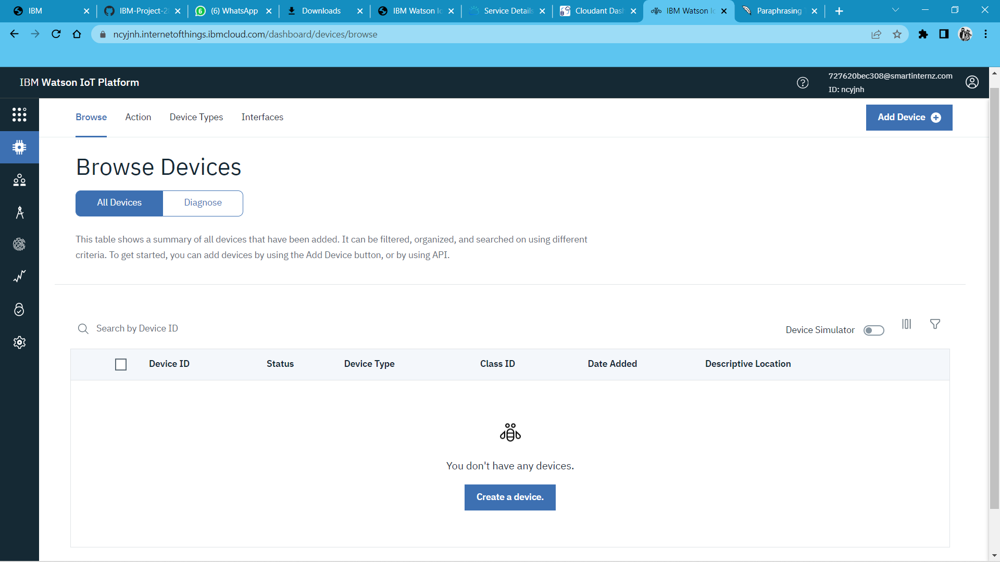 IBM
IBM-Project-2
(6) WhatsApp
Downloads
IBM Watson Io
Service Details
Cloudant Dash
IBM Watson Io
Paraphrasing
ncyjnh.internetofthings.ibmcloud.com/dashboard/devices/browse
IBM Watson IoT Platform
727620bec308@smartinternz.com
ID: ncyjnh
Browse
Action
Device Types
Interfaces
Add Device
Browse Devices
All Devices
Diagnose
This table shows a summary of all devices that have been added. It can be filtered, organized, and searched on using different
criteria. To get started, you can add devices by using the Add Device button, or by using API.
Search by Device ID
Device Simulator
Device ID
Status
Device Type
Class ID
Date Added
Descriptive Location
You don't have any devices.
Create a device.